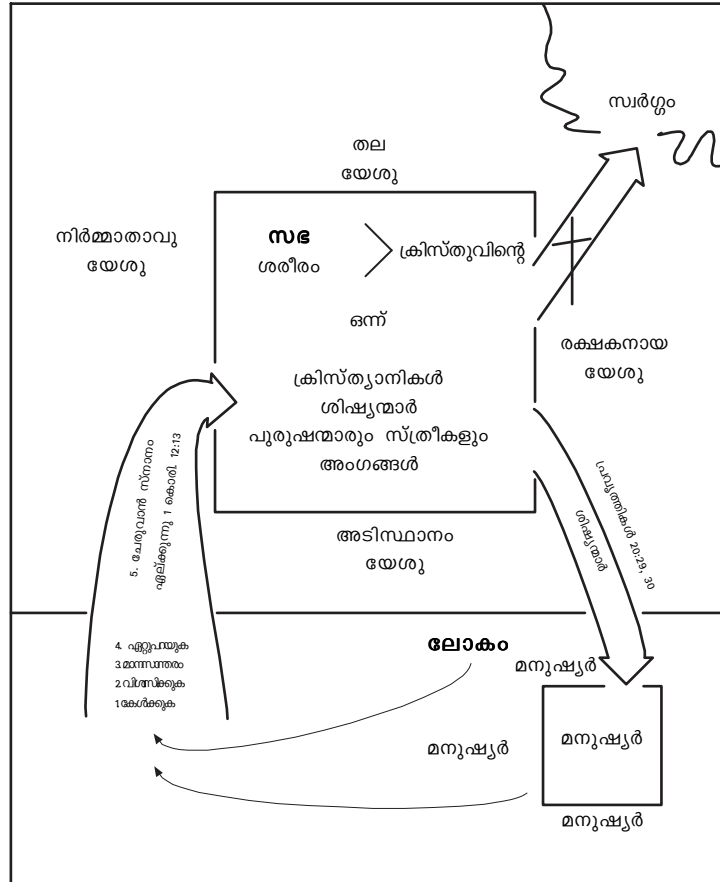 സ്വർഗ്ഗം
തല
യേശു
നിർമ്മാതാവു
യേശു
സഭ
ശരീരം
ക്രിസ്തുവിന്റെ
ഒന്ന്
രക്ഷകനായ
യേശു
ക്രിസ്ത്യാനികൾ
ശിഷ്യന്മാർ
പുരുഷന്മാരും സ്ത്രീകളും
അംഗങ്ങൾ
5. ചേരുവാൻ സ്നാനം
ഏല്ക്കുന്നു 1 കൊരി. 12:13
പ്രവൃത്തികൾ 20:29, 30
ശിഷ്യന്മാർ
അടിസ്ഥാനം
യേശു
4. ഏറ്റുപറയുക
3.മാനസാന്തരം
2.വിശ്വസിക്കുക
1കേൾക്കുക
ലോകം
മനുഷ്യർ
മനുഷ്യർ
മനുഷ്യർ
മനുഷ്യർ